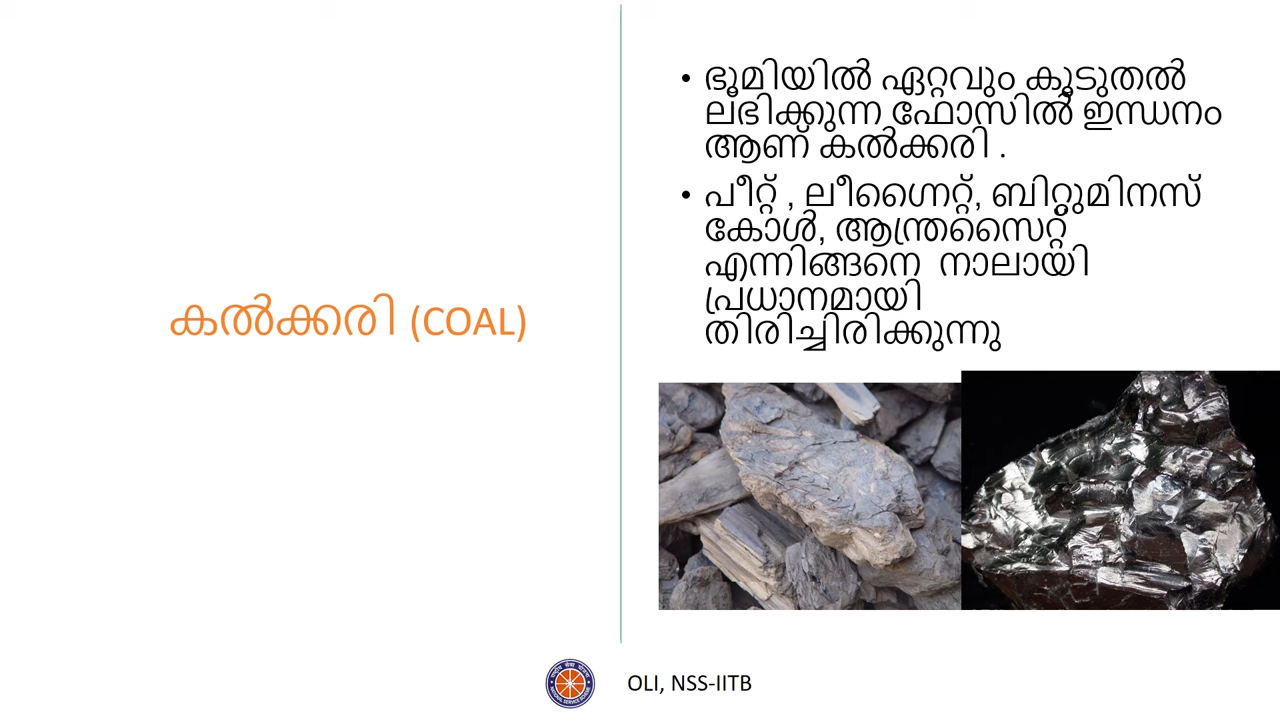 കൽക്കരി (COAL)
• ഭൂമിയിൽ ഏറ്റവും കൂടുതൽ
ലഭിക്കുന്ന ഫോസിൽ ഇന്ധനം
ആണ് കൽക്കരി .
• പീറ്റ് , ലീഗ്നൈറ്റ്, ബിറ്റുമിനസ്
കോൾ, ആന്ത്രസൈറ്റ്
എന്നിങ്ങനെ നാലായി
പ്രധാനമായി
തിരിച്ചിരിക്കുന്നു
OLI, NSS-IITB